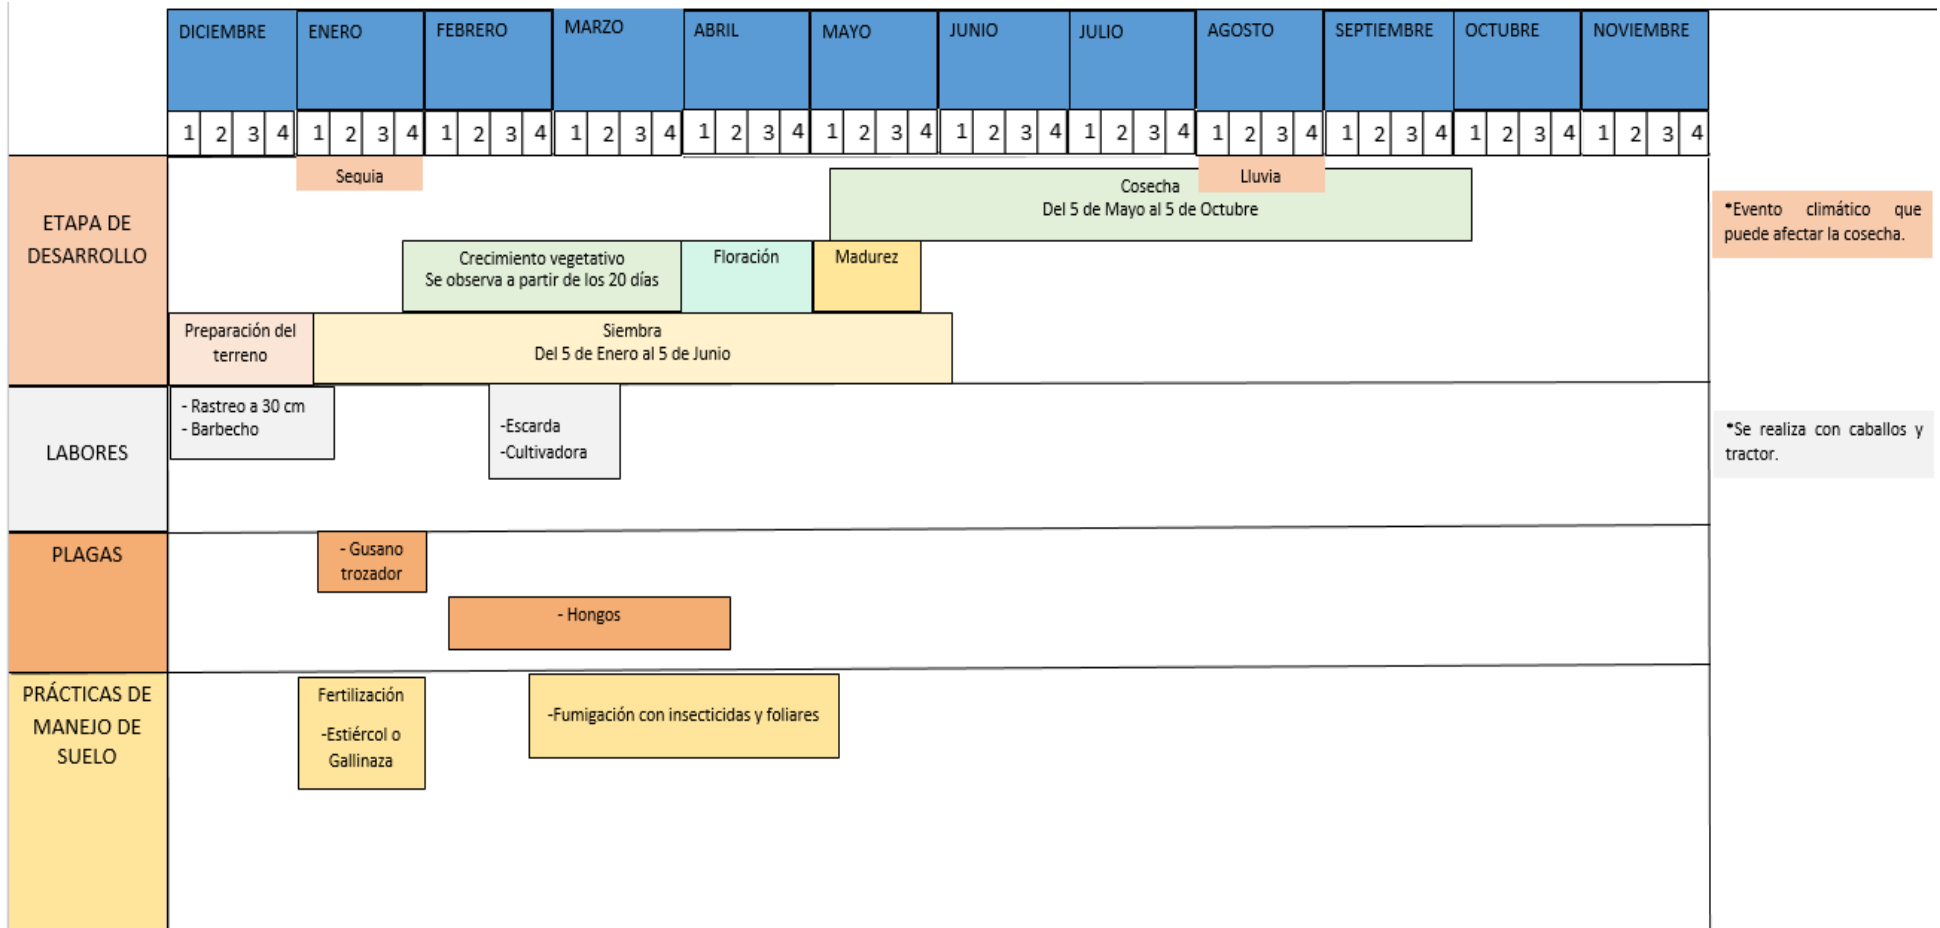 DICIEMBRE ENERO FEBRERO MARZO ABRIL MAYO JUNIO JULIO AGOSTO SEPTIEMBRE OCTUBRE NOVIEMBRE
1 2 3 4 1 2 3 4 1 2 3 4 1 2 3 4 1 2 3 4 1 2 3 4 1 2 3 4 1 2 3 4 1 2 3 4 1 2 3 4 1 2 3 4 1 2 3 4
ETAPA DE
DESARROLLO
Sequia
Lluvia
Cosecha
Del 5 de Mayo al 5 de Octubre
Crecimiento vegetativo
Se observa a partir de los 20 días
Floración
Madurez
Preparación del
terreno
Siembra
Del 5 de Enero al 5 de Junio
*Evento climático que
puede afectar la cosecha.
LABORES
- Rastreo a 30 cm
- Barbecho
-Escarda
-Cultivadora
*Se realiza con caballos y
tractor.
PLAGAS
- Gusano
trozador
- Hongos
PRÁCTICAS DE
MANEJO DE
SUELO
Fertilización
-Estiércol o
Gallinaza
-Fumigación con insecticidas y foliares